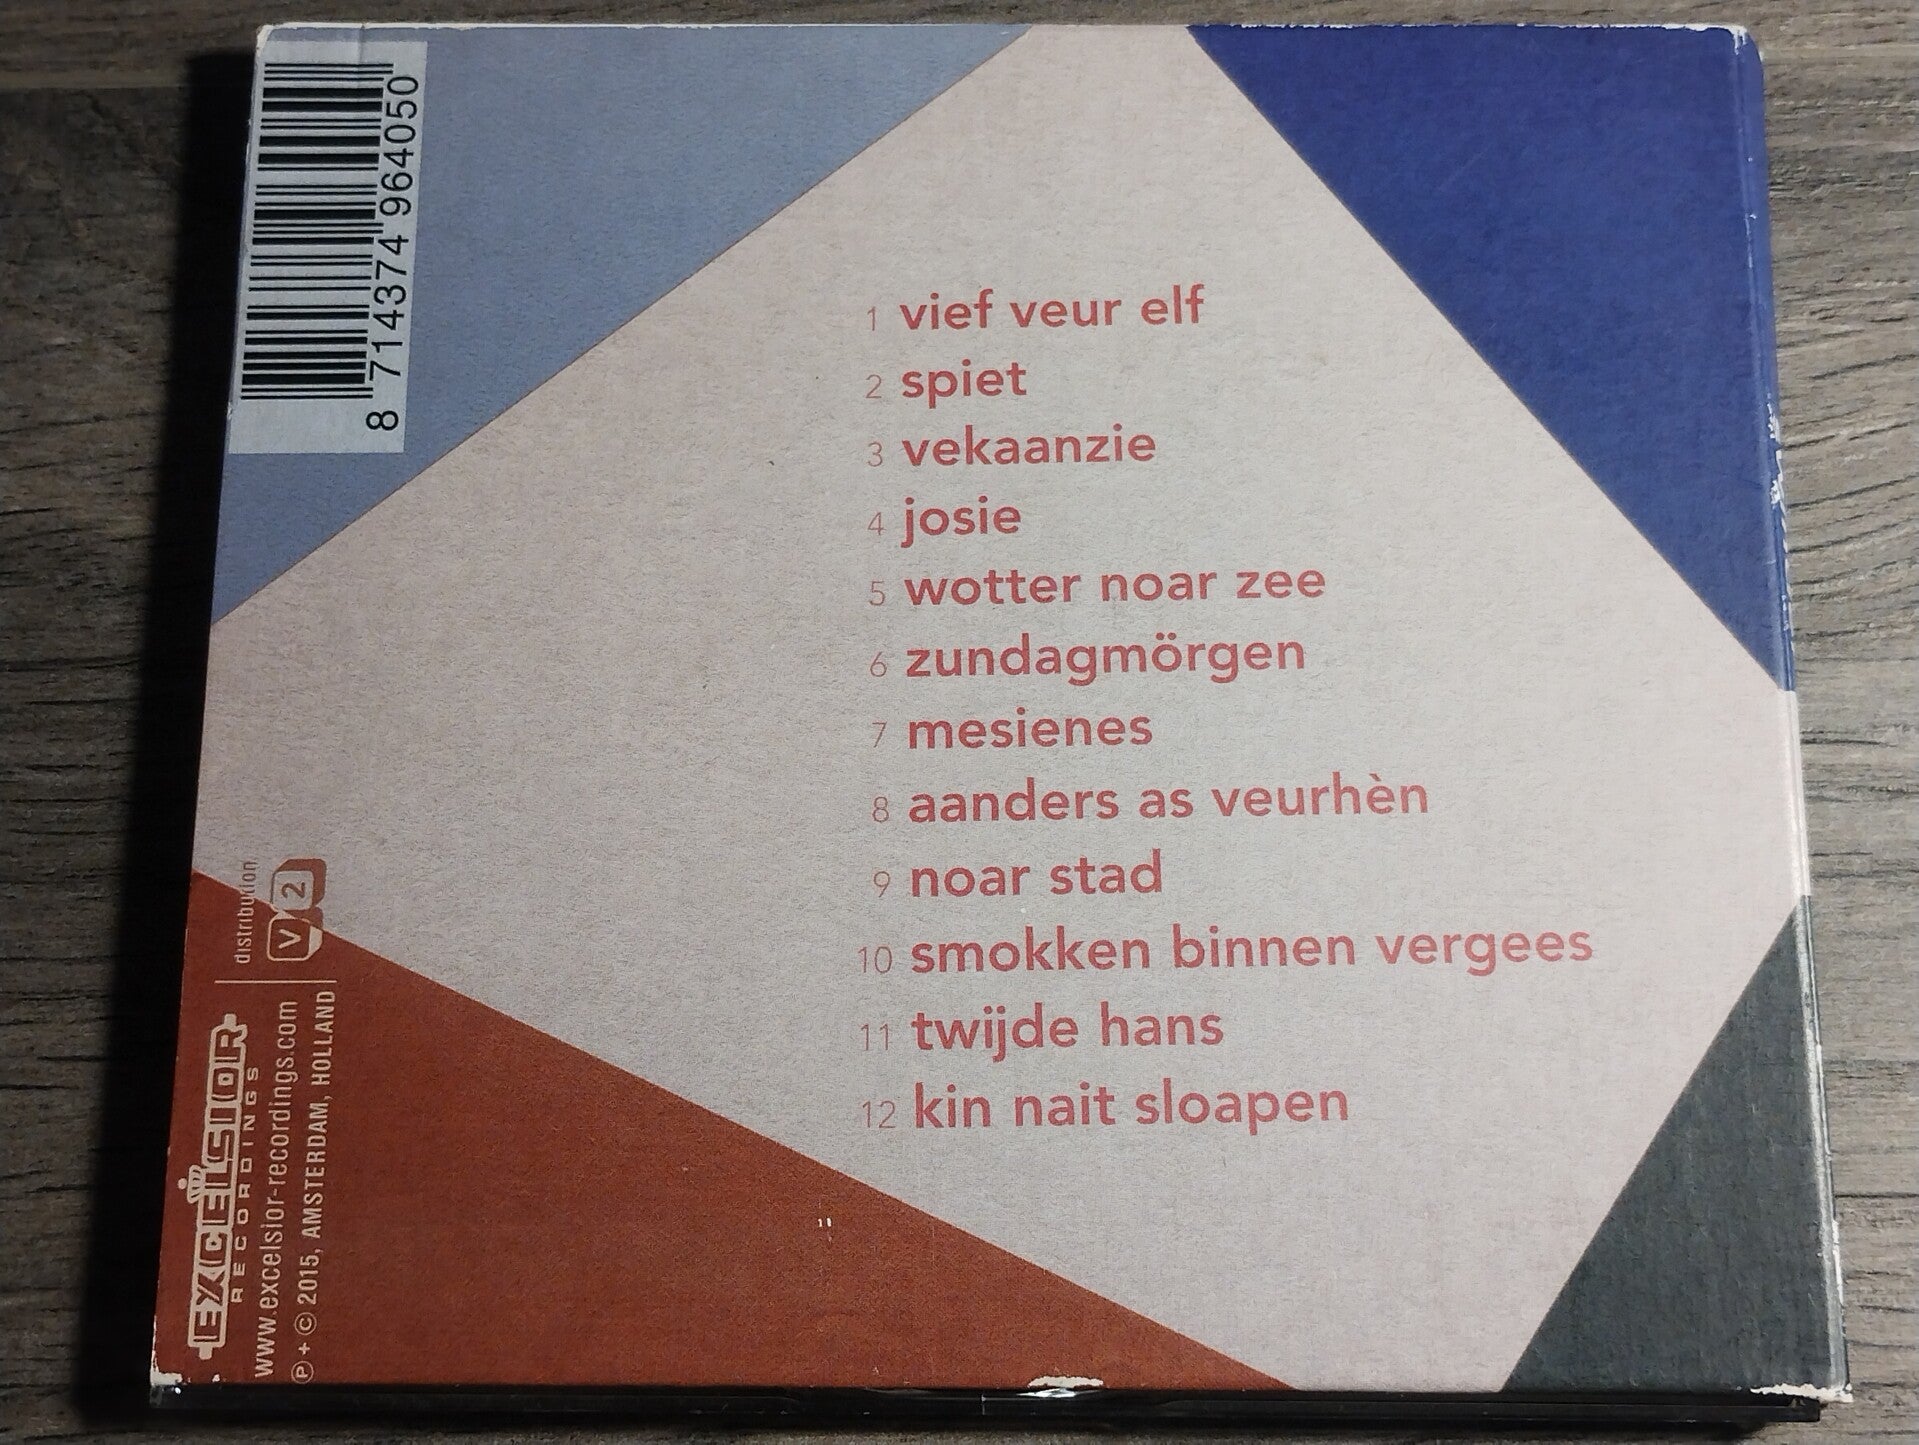 8 714374 964050
1 vief veur elf
2 spiet
3 vekaanzie
4 josie
5 wotter noar zee
6 zundagmörgen
7 mesienes
8 aanders as veurhèn
9 noar stad
10 smokken binnen vergees
11 twijde hans
12 kin nait sloapen
distribution
V2
EXCELSIOR
RECORDINGS
www.excelsior-recordings.com
℗ + © 2015, AMSTERDAM, HOLLAND